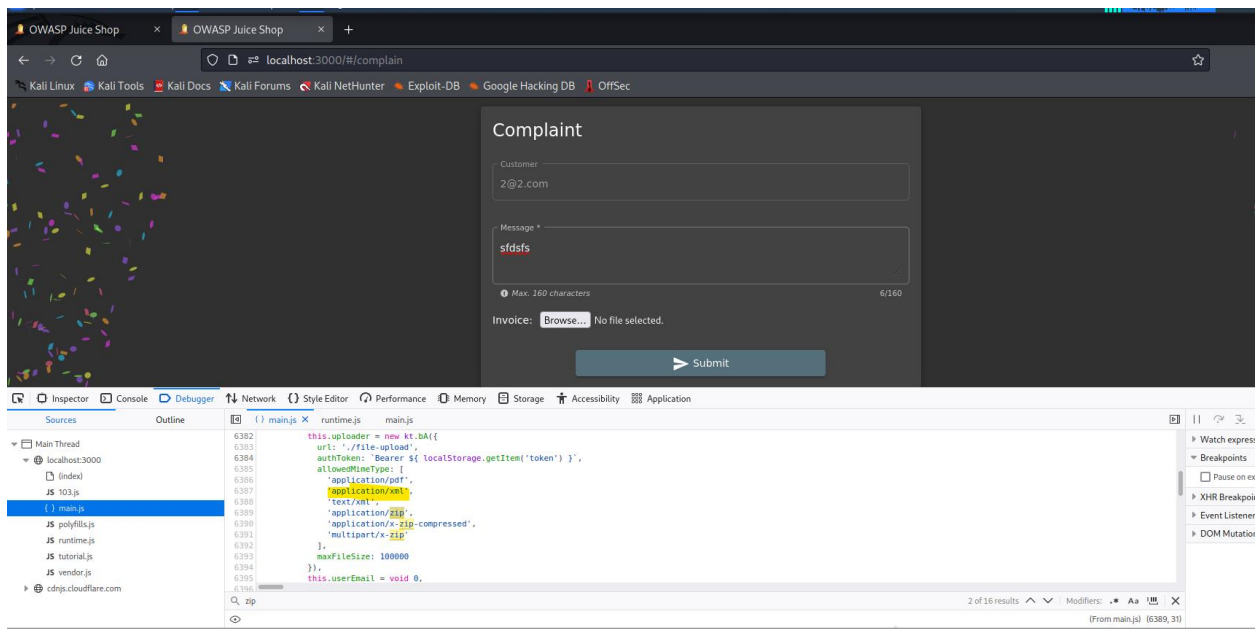 OWASP Juice Shop × OWASP Juice Shop × +
localhost:3000/#/complain
Kali Linux Kali Tools Kali Docs Kali Forums Kali NetHunter Exploit-DB Google Hacking DB OffSec
Complaint
Customer
2@2.com
Message *
sfdsfs
Max. 160 characters 6/160
Invoice: Browse... No file selected.
Submit
Inspector Console Debugger Network {} Style Editor Performance Memory Storage Accessibility Application
Sources Outline {} main.js × runtime.js main.js
Main Thread
localhost:3000
(index)
JS 103.js
{} main.js
JS polyfills.js
JS runtime.js
JS tutorial.js
JS vendor.js
cdnjs.cloudflare.com
6382 this.uploader = new kt.bA({
6383 url: './file-upload',
6384 authToken: `Bearer ${ localStorage.getItem('token') }`,
6385 allowedMimeType: [
6386 'application/pdf',
6387 'application/xml',
6388 'text/xml',
6389 'application/zip',
6390 'application/x-zip-compressed',
6391 'multipart/x-zip'
6392 ],
6393 maxFileSize: 100000
6394 }),
6395 this.userEmail = void 0,
6396
zip 2 of 16 results Modifiers: .* Aa
(From main.js) (6389, 31)
Watch express
Breakpoints
Pause on ex
XHR Breakpoi
Event Listener
DOM Mutation